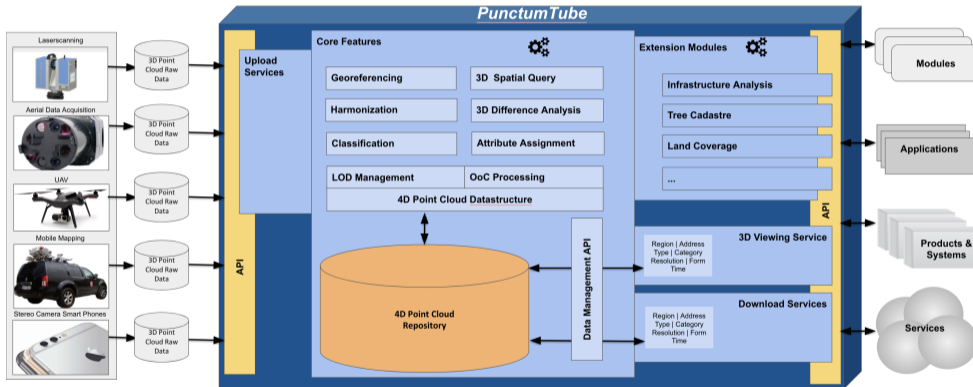 PunctumTube
Laserscanning
3D Point
Cloud Raw
Data
Aerial Data Acquisition
3D Point
Cloud Raw
Data
UAV
3D Point
Cloud Raw
Data
Mobile Mapping
3D Point
Cloud Raw
Data
Stereo Camera Smart Phones
3D Point
Cloud Raw
Data
API
Upload
Services
Core Features
Georeferencing
3D Spatial Query
Harmonization
3D Difference Analysis
Classification
Attribute Assignment
LOD Management
OoC Processing
4D Point Cloud Datastructure
4D Point Cloud
Repository
Data Management API
Extension Modules
Infrastructure Analysis
Tree Cadastre
Land Coverage
...
3D Viewing Service
Region | Address
Type | Category
Resolution | Form
Time
Download Services
Region | Address
Type | Category
Resolution | Form
Time
API
Modules
Applications
Products &
Systems
Services